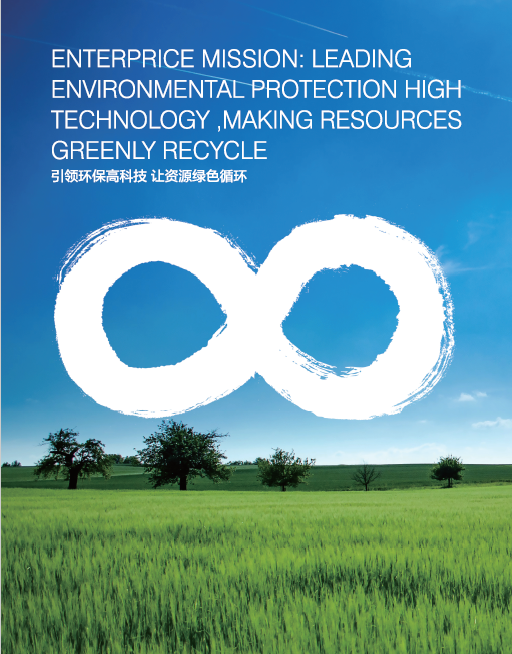 ENTERPRICE MISSION: LEADING
ENVIRONMENTAL PROTECTION HIGH
TECHNOLOGY ,MAKING RESOURCES
GREENLY RECYCLE
引领环保高科技 让资源绿色循环